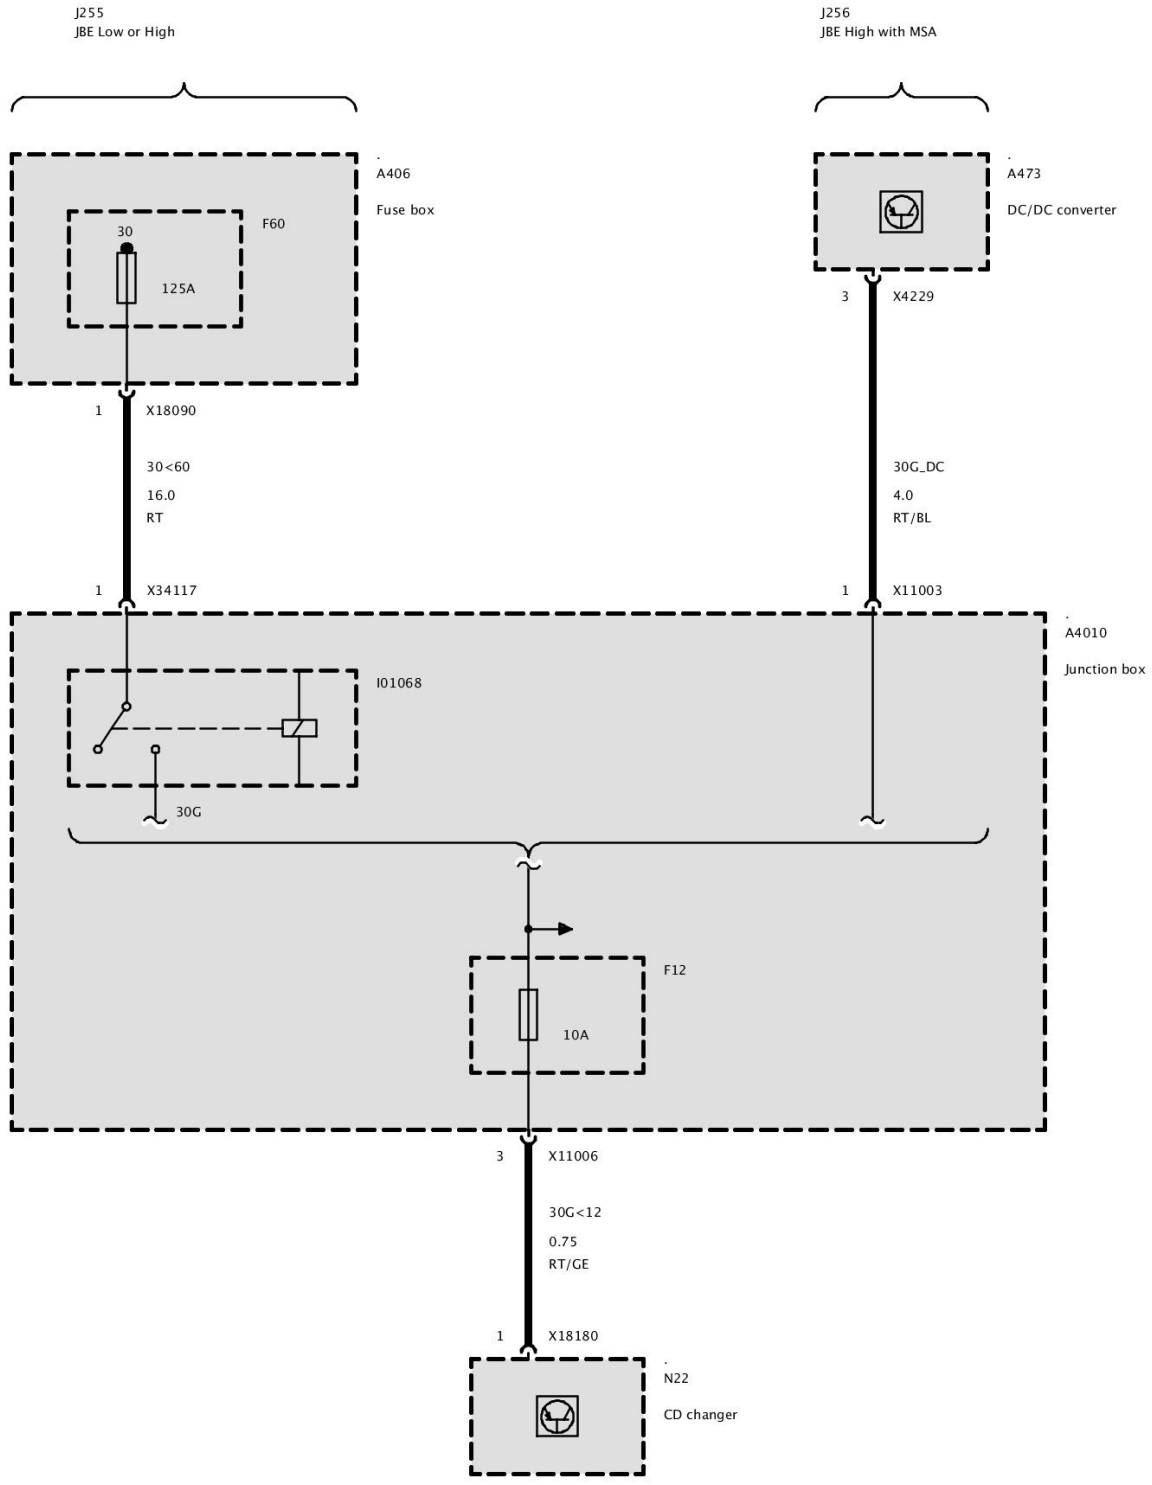 J255
JBE Low or High
J256
JBE High with MSA
.
A406
Fuse box
F60
30
125A
.
A473
DC/DC converter
3 X4229
1 X18090
30<60
16.0
RT
30G_DC
4.0
RT/BL
1 X34117
1 X11003
.
A4010
Junction box
I01068
30G
F12
10A
3 X11006
30G<12
0.75
RT/GE
1 X18180
.
N22
CD changer